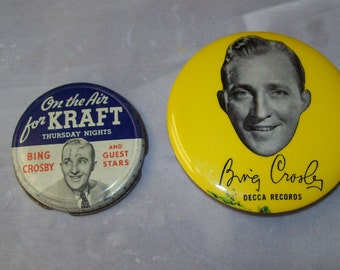 On the Air
for KRAFT
THURSDAY NIGHTS
BING
CROSBY
AND
GUEST
STARS
Bing Crosby
DECCA RECORDS